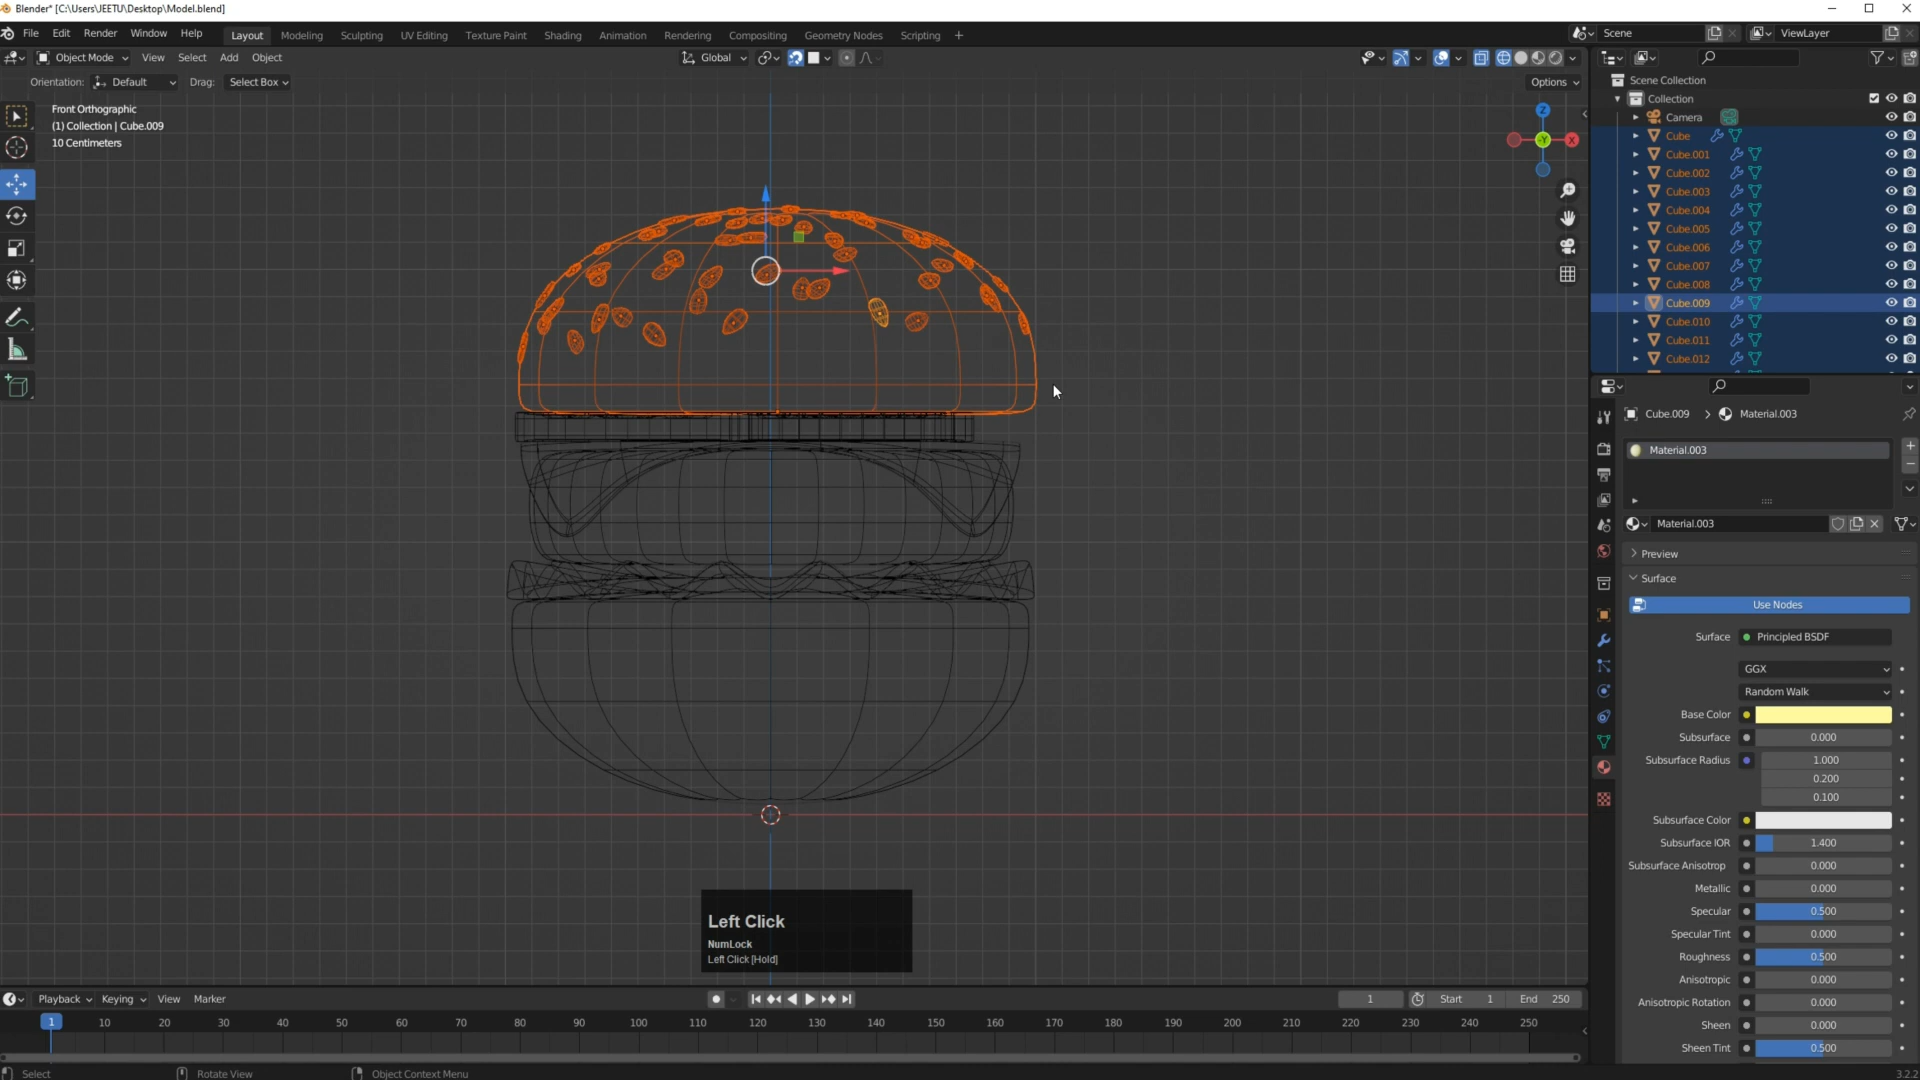 Blender* [C:\Users\JEETU\Desktop\Model.blend]
File Edit Render Window Help Layout Modeling Sculpting UV Editing Texture Paint Shading Animation Rendering Compositing Geometry Nodes Scripting + Scene ViewLayer
Object Mode View Select Add Object Global
Orientation: Default Drag: Select Box Options
Front Orthographic
(1) Collection | Cube.009
10 Centimeters
Z
Y
X
Scene Collection
Collection
Camera
Cube
Cube.001
Cube.002
Cube.003
Cube.004
Cube.005
Cube.006
Cube.007
Cube.008
Cube.009
Cube.010
Cube.011
Cube.012
Cube.009 > Material.003
Material.003
Material.003
Preview
Surface
Use Nodes
Surface Principled BSDF
GGX
Random Walk
Base Color
Subsurface 0.000
Subsurface Radius 1.000
0.200
0.100
Subsurface Color
Subsurface IOR 1.400
Subsurface Anisotrop 0.000
Metallic 0.000
Specular 0.500
Specular Tint 0.000
Roughness 0.500
Anisotropic 0.000
Anisotropic Rotation 0.000
Sheen 0.000
Sheen Tint 0.500
Left Click
NumLock
Left Click [Hold]
Playback Keying View Marker 1 Start 1 End 250
1 10 20 30 40 50 60 70 80 90 100 110 120 130 140 150 160 170 180 190 200 210 220 230 240 250
Select Rotate View Object Context Menu 3.2.2